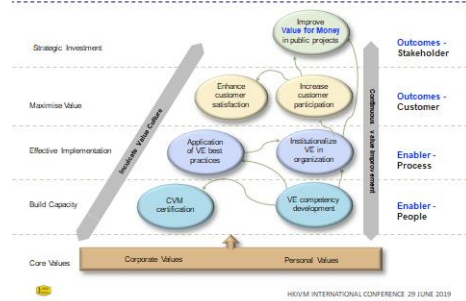 Improve
Value for Money
in public projects
Strategic Investment
Outcomes -
Stakeholder
Enhance
customer
satisfaction
Increase
customer
participation
Maximise Value
Outcomes -
Customer
Inculcate Value Culture
Continuous value improvement
Application
of VE best
practices
Institutionalize
VE in
organization
Effective Implementation
Enabler -
Process
CVM
certification
VE competency
development
Build Capacity
Enabler -
People
Core Values
Corporate Values
Personal Values
HKIVM INTERNATIONAL CONFERENCE 29 JUNE 2019